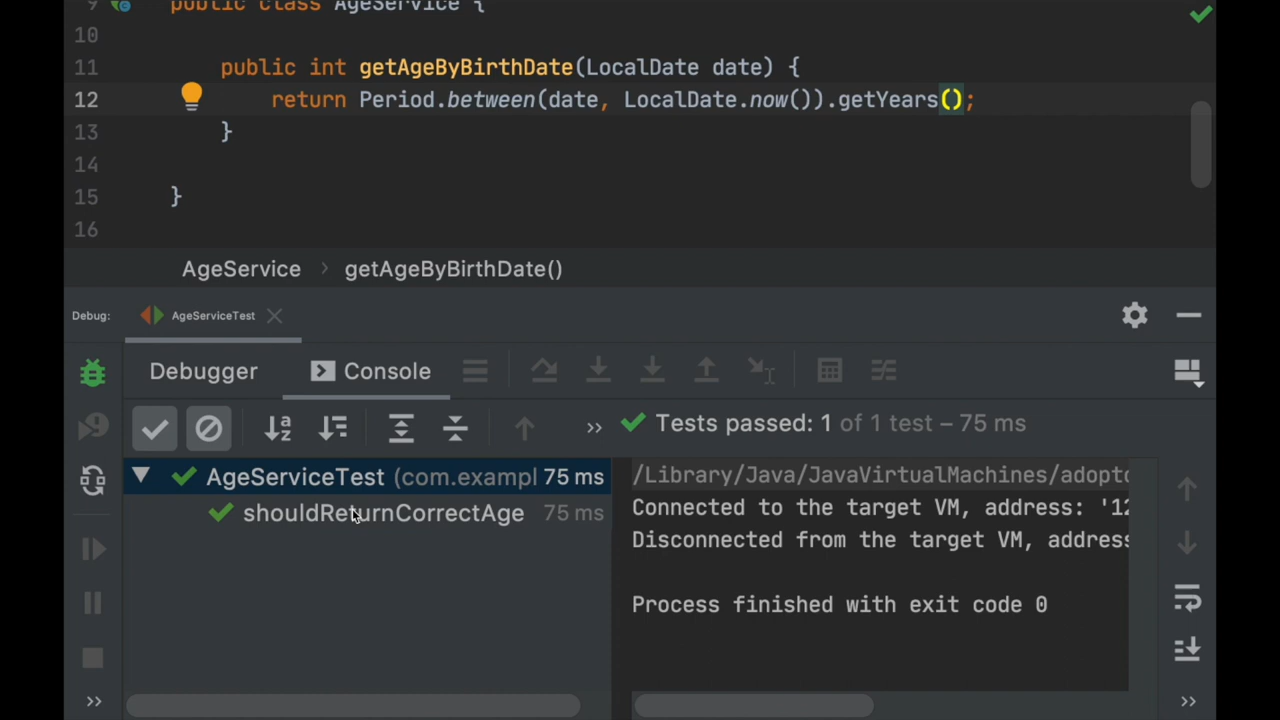 9 public class AgeService {
10
11 public int getAgeByBirthDate(LocalDate date) {
12 return Period.between(date, LocalDate.now()).getYears();
13 }
14
15 }
16
AgeService › getAgeByBirthDate()
Debug: AgeServiceTest
Debugger Console
Tests passed: 1 of 1 test – 75 ms
AgeServiceTest (com.exampl 75 ms
shouldReturnCorrectAge 75 ms
/Library/Java/JavaVirtualMachines/adopto
Connected to the target VM, address: '12
Disconnected from the target VM, address
Process finished with exit code 0